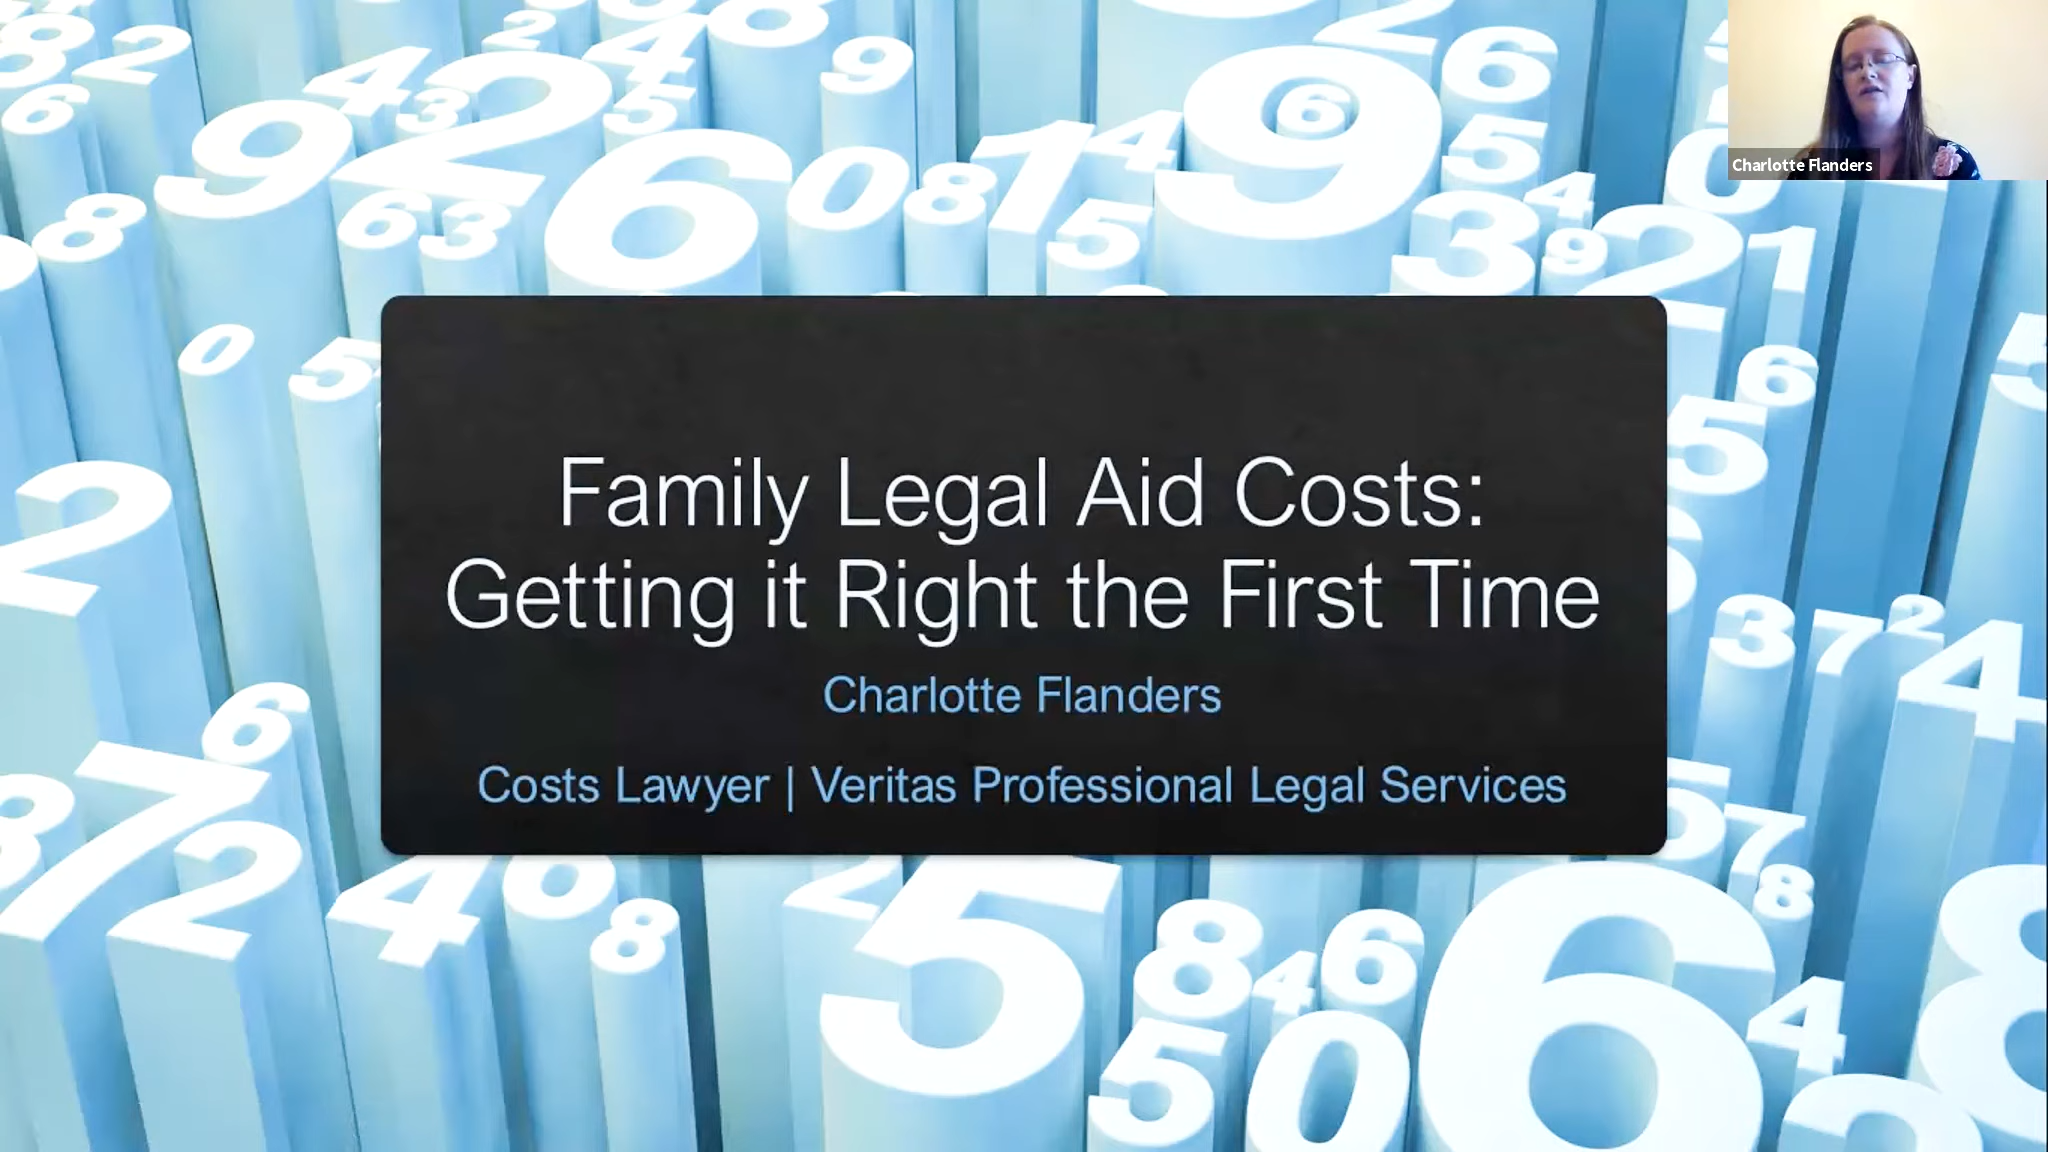 Charlotte Flanders
Family Legal Aid Costs:
Getting it Right the First Time
Charlotte Flanders
Costs Lawyer | Veritas Professional Legal Services